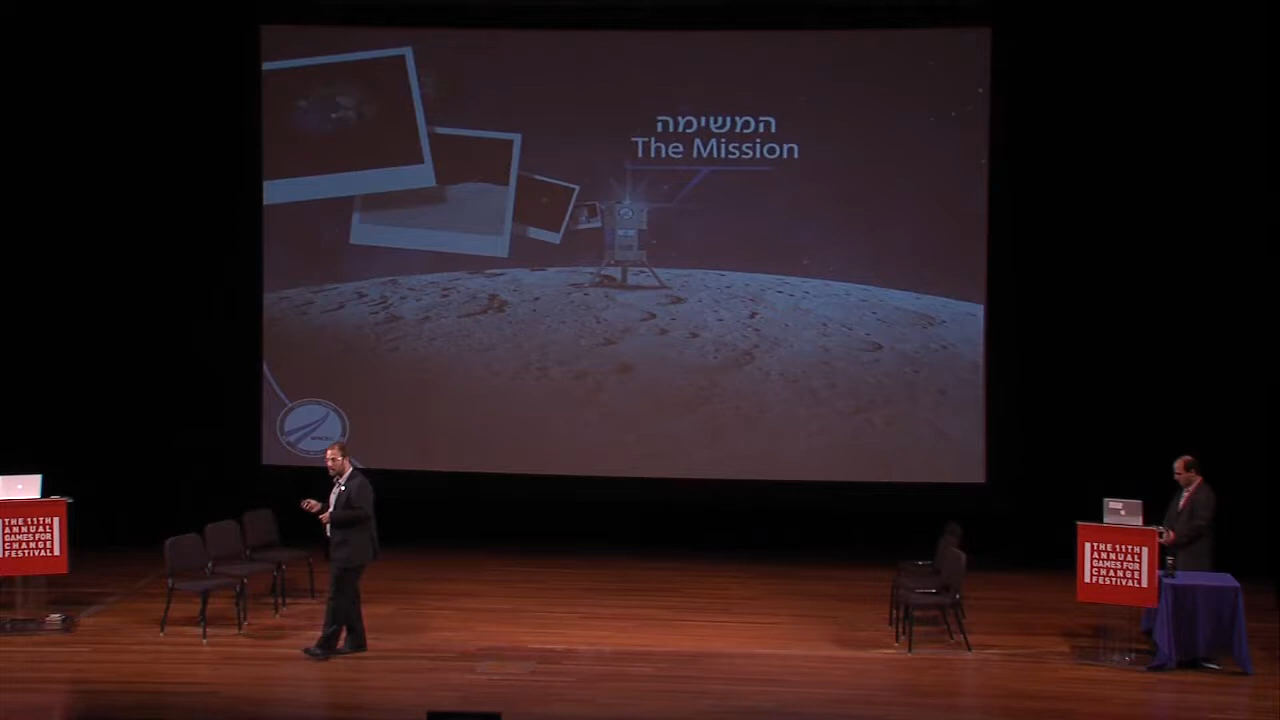 המשימה
The Mission
THE 11TH
ANNUAL
GAMES FOR
CHANGE
FESTIVAL
THE 11TH
ANNUAL
GAMES FOR
CHANGE
FESTIVAL